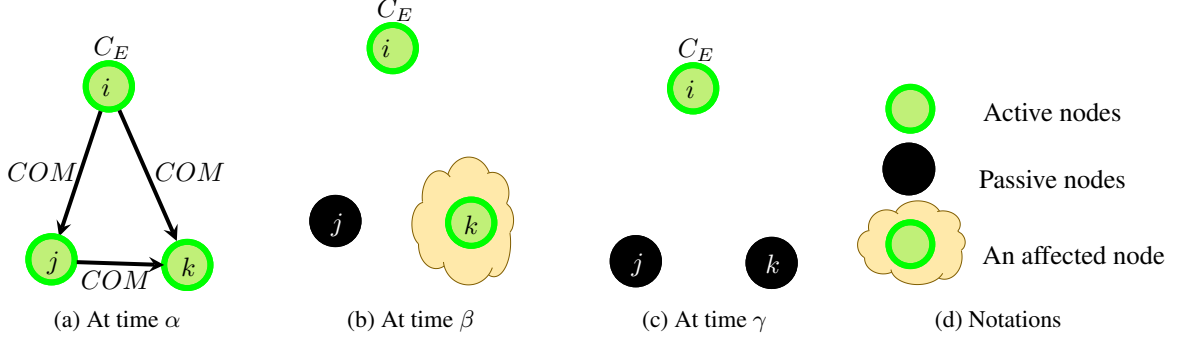 C_E
i
COM
COM
j
COM
k
(a) At time α
C_E
i
j
k
(b) At time β
C_E
i
j
k
(c) At time γ
Active nodes
Passive nodes
An affected node
(d) Notations